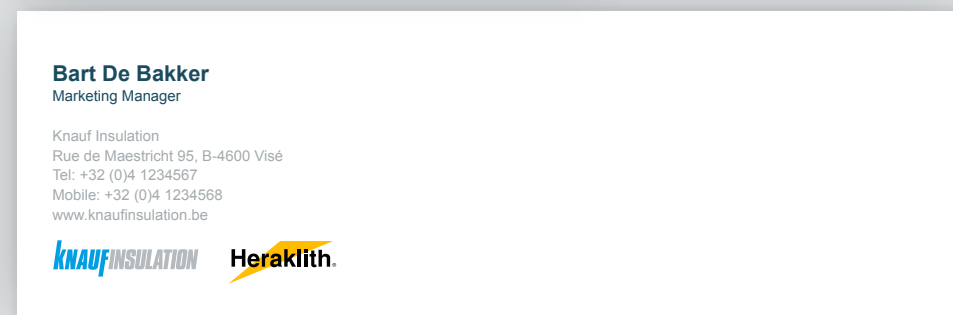 Bart De Bakker
Marketing Manager
Knauf Insulation
Rue de Maestricht 95, B-4600 Visé
Tel: +32 (0)4 1234567
Mobile: +32 (0)4 1234568
www.knaufinsulation.be
KNAUFINSULATION Heraklith®